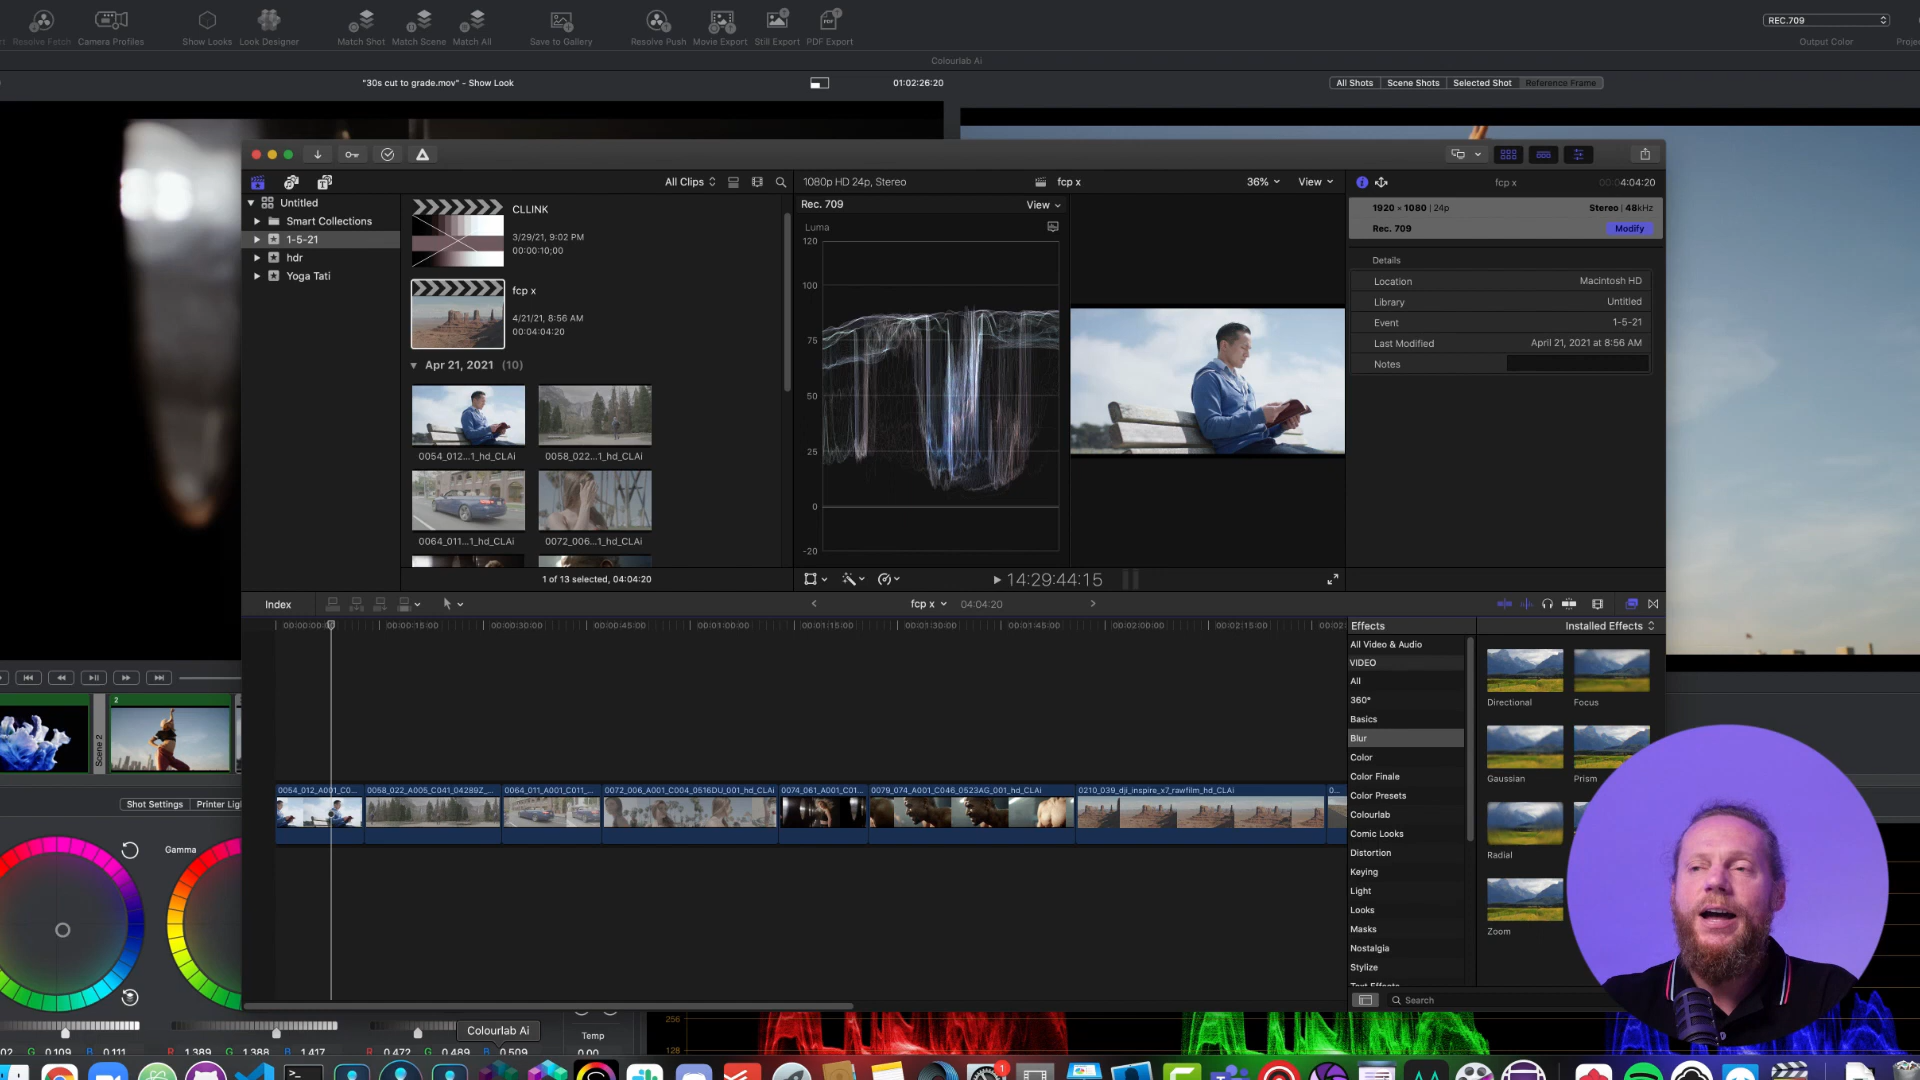 Resolve Fetch
Camera Profiles
Show Looks
Look Designer
Match Shot
Match Scene
Match All
Save to Gallery
Resolve Push
Movie Export
Still Export
PDF Export
REC.709
Output Color
Colourlab Ai
"30s cut to grade.mov" - Show Look
01:02:26:20
All Shots
Scene Shots
Selected Shot
Reference Frame
All Clips
1080p HD 24p, Stereo
fcp x
36%
View
fcp x
4:04:20
Untitled
Smart Collections
1-5-21
hdr
Yoga Tati
CLLINK
3/29/21, 9:02 PM
00:00:10;00
fcp x
4/21/21, 8:56 AM
00:04:04:20
Apr 21, 2021 (10)
0054_012...1_hd_CLAi
0058_022...1_hd_CLAi
0064_011...1_hd_CLAi
0072_006...1_hd_CLAi
1 of 13 selected, 04:04:20
Rec. 709
View
Luma
120
100
75
50
25
0
-20
14:29:44:15
1920 × 1080 | 24p
Stereo | 48kHz
Rec. 709
Modify
Details
Location
Macintosh HD
Library
Untitled
Event
1-5-21
Last Modified
April 21, 2021 at 8:56 AM
Notes
Index
fcp x
04:04:20
00:00:15:00
00:00:30:00
00:00:45:00
00:01:00:00
00:01:15:00
00:01:30:00
00:01:45:00
00:02:00:00
00:02:15:00
0054_012_A001_C0...
0058_022_A005_C041_04289Z_...
0064_011_A001_C011_...
0072_006_A001_C004_0516DU_001_hd_CLAi
0074_061_A001_C01...
0079_074_A001_C046_0523AG_001_hd_CLAi
0210_039_dji_inspire_x7_rawfilm_hd_CLAi
0...
Effects
Installed Effects
All Video & Audio
VIDEO
All
360°
Basics
Blur
Color
Color Finale
Color Presets
Colourlab
Comic Looks
Distortion
Keying
Light
Looks
Masks
Nostalgia
Stylize
Text Effects
Directional
Focus
Gaussian
Prism
Radial
Zoom
Search
2
Scene 2
Shot Settings
Gamma
G 0.109 B 0.111
R 1.389 G 1.388 B 1.417
R 0.472 G 0.489 B 0.509
Colourlab Ai
Temp
0.00
256
128
1